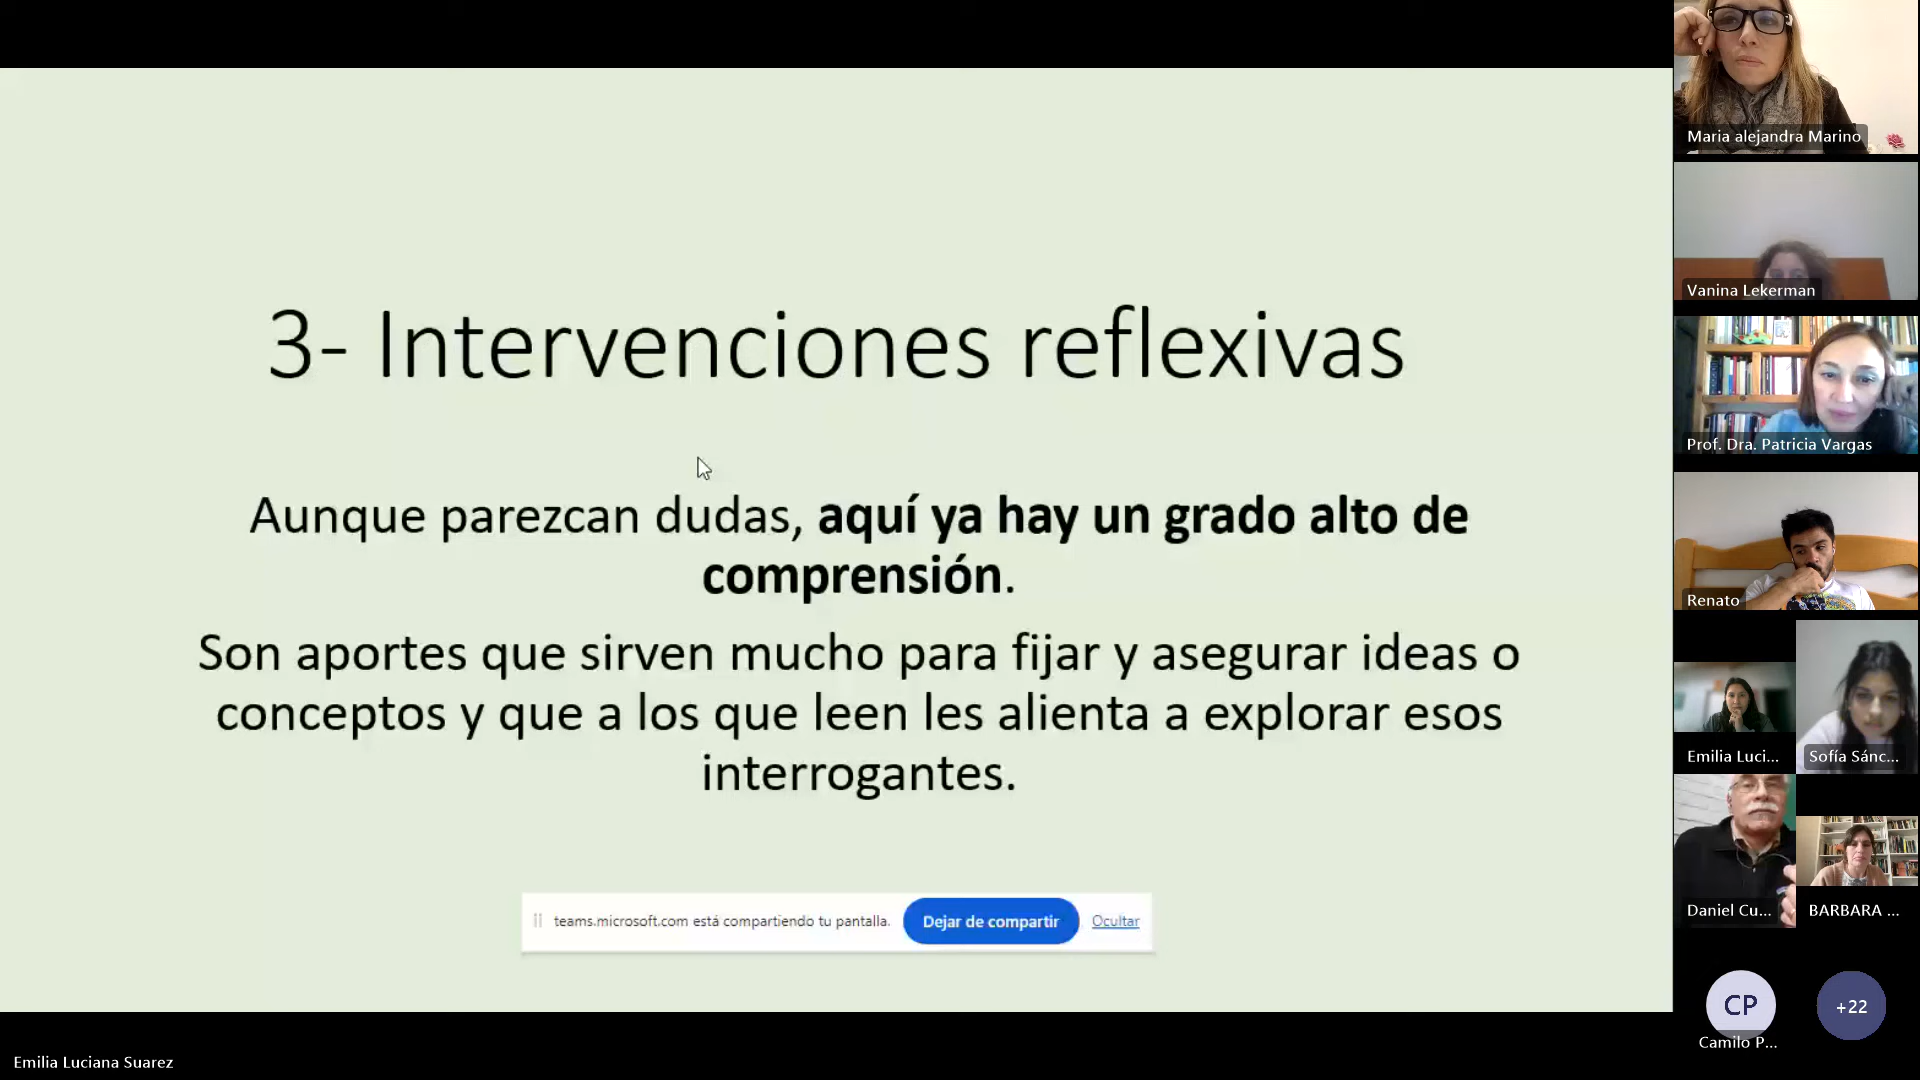 3- Intervenciones reflexivas
Aunque parezcan dudas, aquí ya hay un grado alto de
comprensión.
Son aportes que sirven mucho para fijar y asegurar ideas o
conceptos y que a los que leen les alienta a explorar esos
interrogantes.
teams.microsoft.com está compartiendo tu pantalla.
Dejar de compartir
Ocultar
Emilia Luciana Suarez
Maria alejandra Marino
Vanina Lekerman
Prof. Dra. Patricia Vargas
Renato
Emilia Luci...
Sofía Sánc...
Daniel Cu...
BARBARA ...
CP
Camilo P...
+22